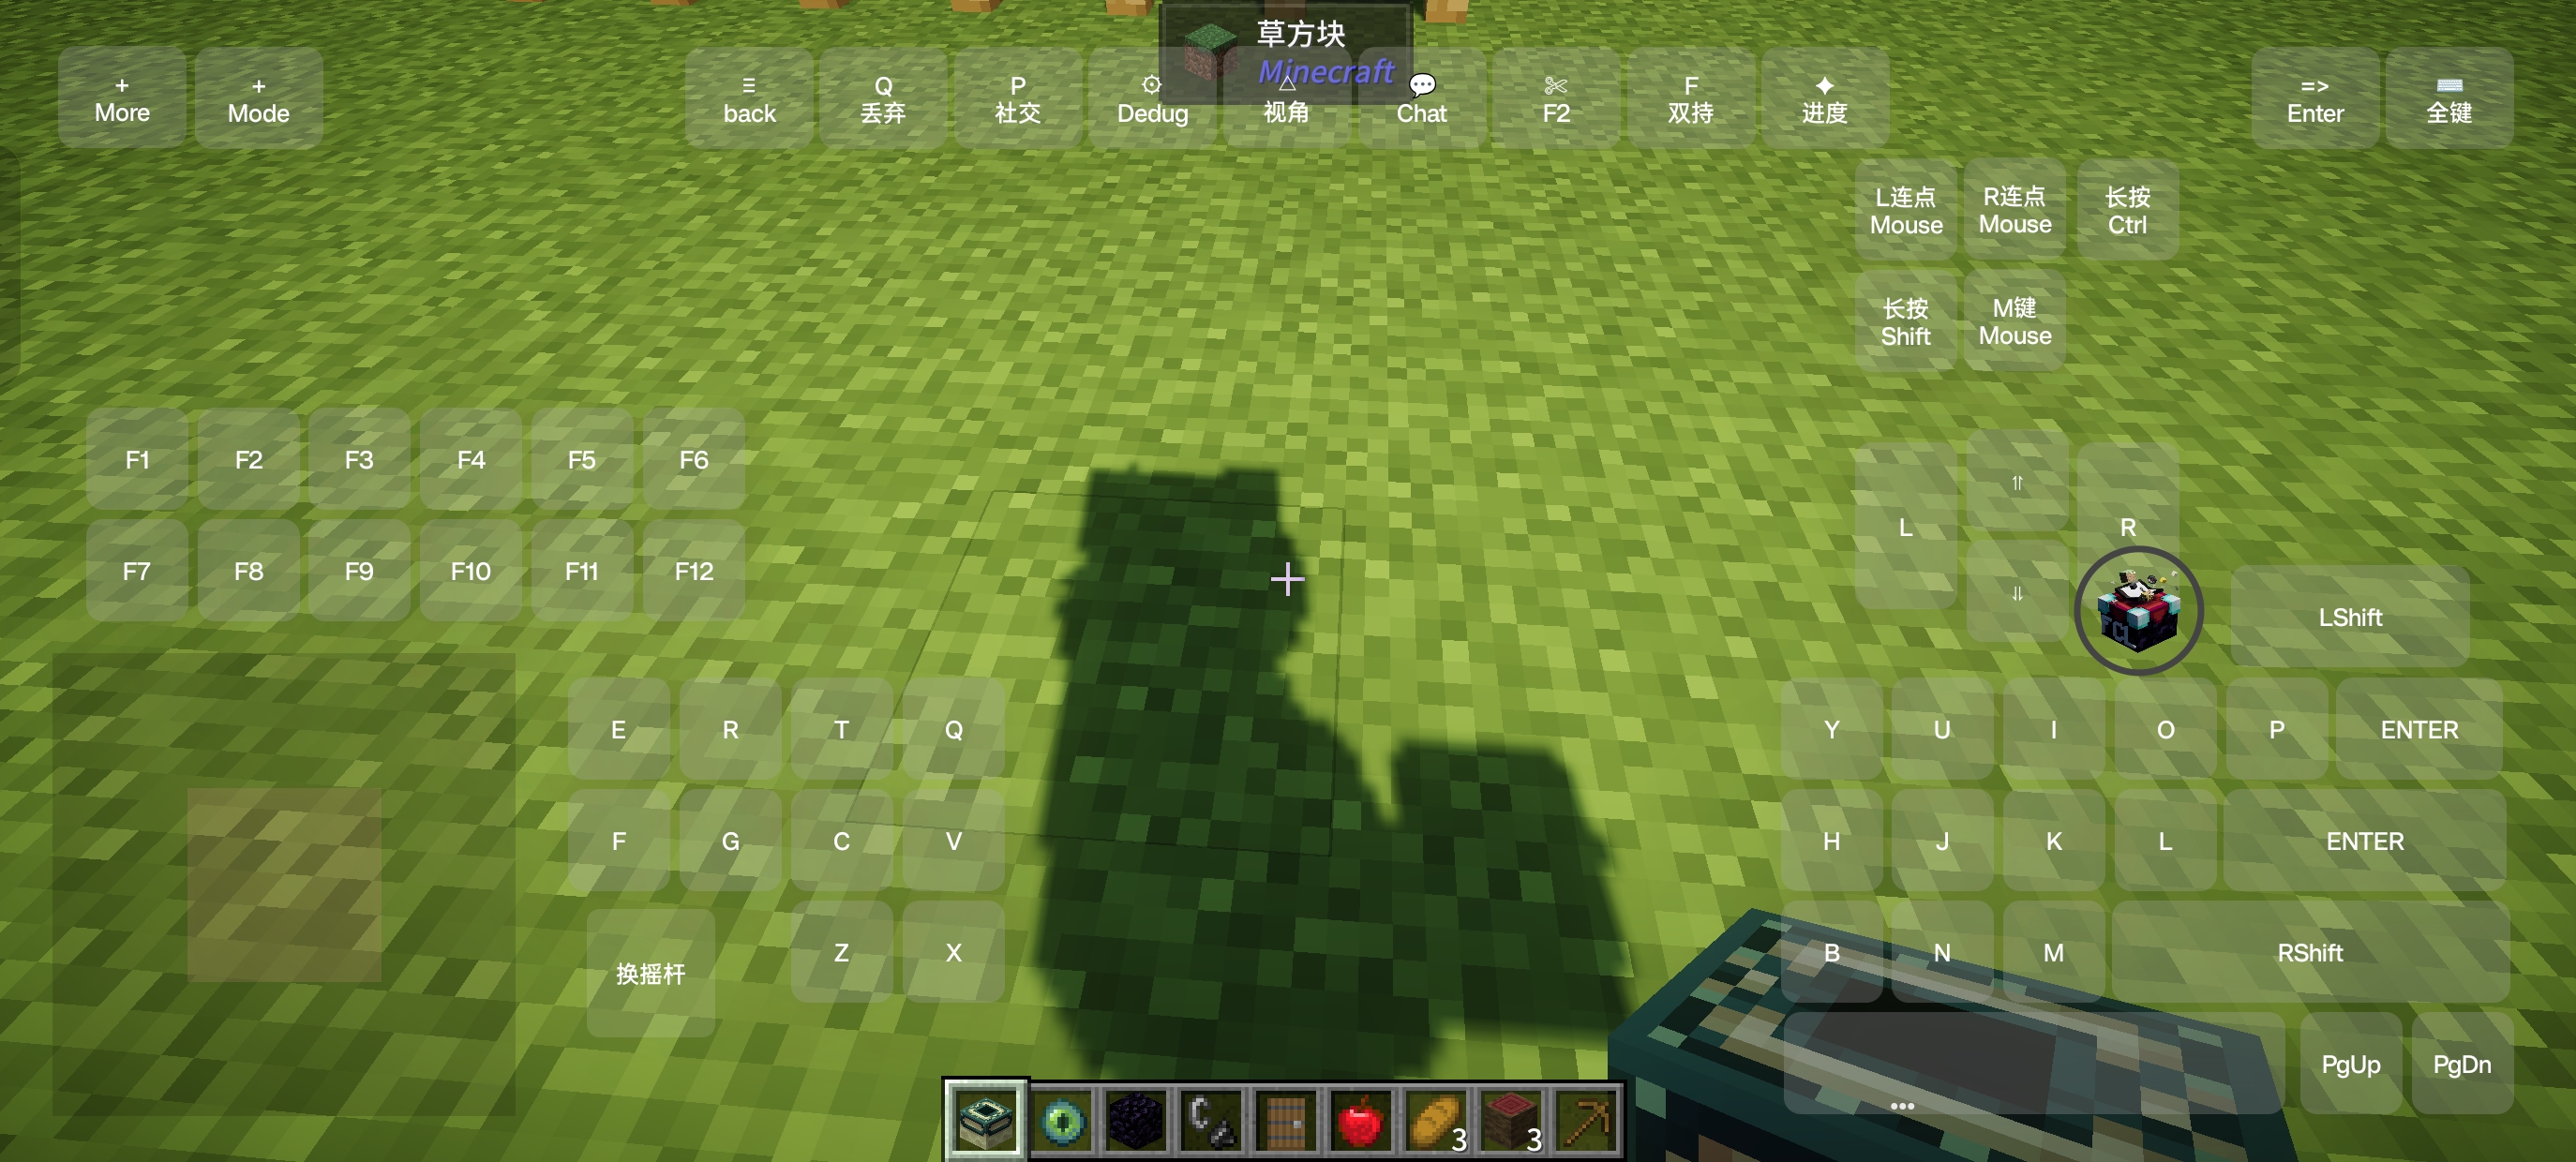 草方块
Minecraft
+
More
+
Mode
back
Q
丢弃
P
社交
Dedug
视角
Chat
F2
F
双持
进度
=>
Enter
全键
L连点
Mouse
R连点
Mouse
长按
Ctrl
长按
Shift
M键
Mouse
F1 F2 F3 F4 F5 F6
F7 F8 F9 F10 F11 F12
L
R
FCL
LShift
E R T Q
F G C V
Z X
换摇杆
Y U I O P ENTER
H J K L ENTER
B N M RShift
PgUp PgDn
•••
3
3